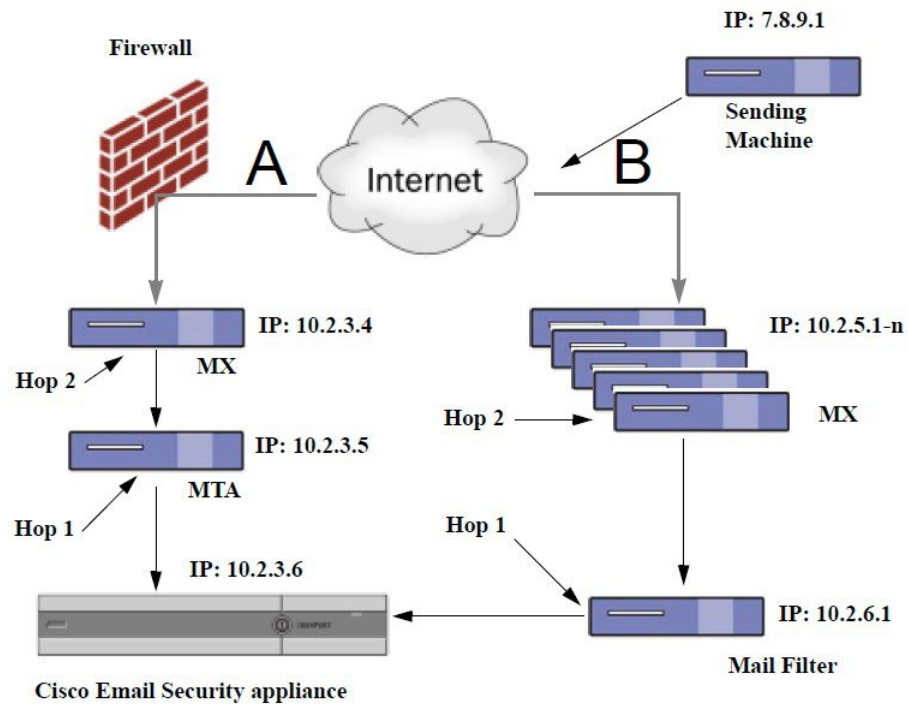 IP: 7.8.9.1
Firewall
Sending
Machine
A
Internet
B
IP: 10.2.3.4
MX
Hop 2
IP: 10.2.5.1-n
MX
Hop 2
IP: 10.2.3.5
MTA
Hop 1
Hop 1
IP: 10.2.3.6
IP: 10.2.6.1
Mail Filter
Cisco Email Security appliance